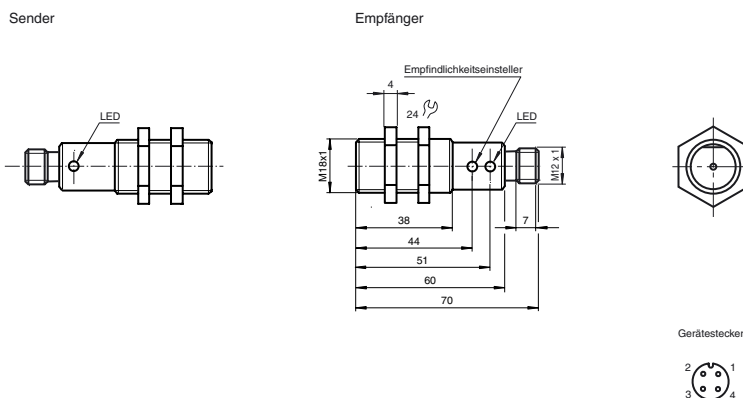 Sender
Empfänger
Empfindlichkeitseinsteller
4
24
LED
LED
M18x1
M12 x 1
38
7
44
51
60
70
Gerätestecker
2 1
3 4